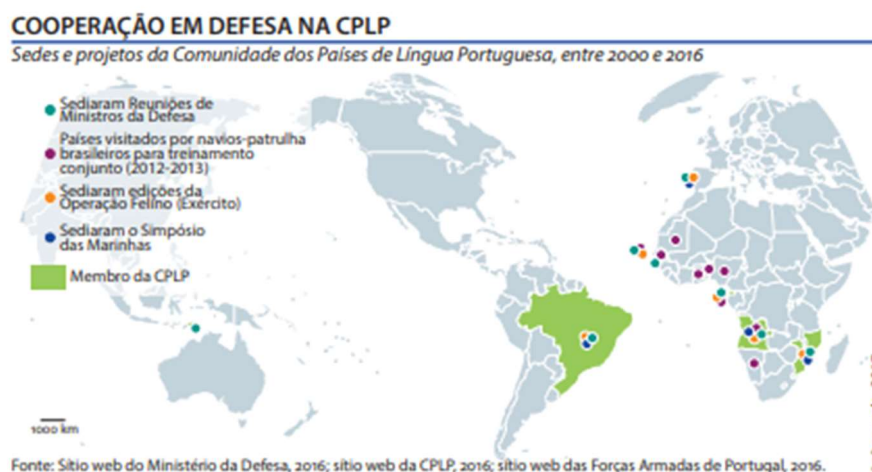 COOPERAÇÃO EM DEFESA NA CPLP
Sedes e projetos da Comunidade dos Países de Língua Portuguesa, entre 2000 e 2016
Sediaram Reuniões de
Ministros da Defesa
Países visitados por navios-patrulha
brasileiros para treinamento
conjunto (2012-2013)
Sediaram edições da
Operação Felino (Exército)
Sediaram o Simpósio
das Marinhas
Membro da CPLP
1000 km
Fonte: Sítio web do Ministério da Defesa, 2016; sítio web da CPLP, 2016; sítio web das Forças Armadas de Portugal, 2016.